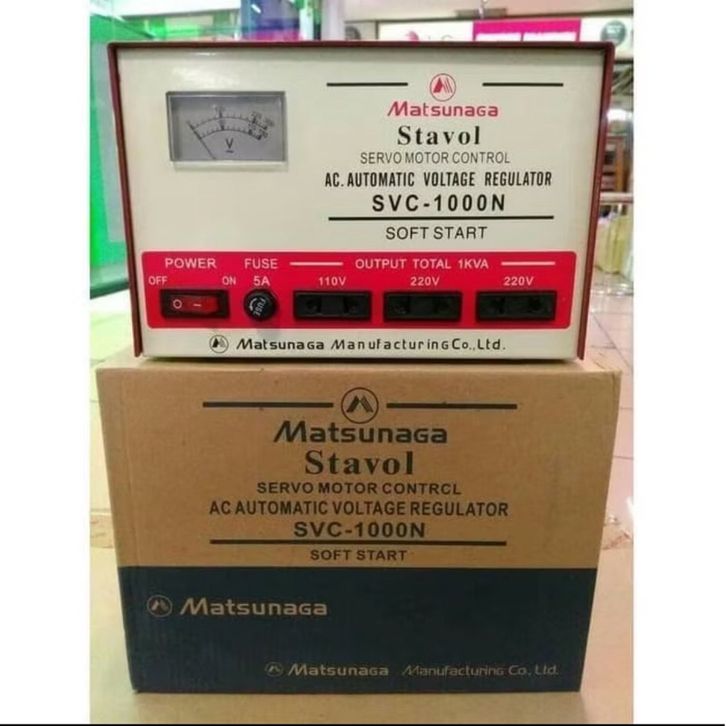 Matsunaga
Stavol
SERVO MOTOR CONTROL
AC. AUTOMATIC VOLTAGE REGULATOR
SVC-1000N
SOFT START
V
POWER FUSE OUTPUT TOTAL 1KVA
OFF ON 5A 110V 220V 220V
FUSE
Matsunaga Manufacturing Co., Ltd.
Matsunaga
Stavol
SERVO MOTOR CONTRCL
AC AUTOMATIC VOLTAGE REGULATOR
SVC-1000N
SOFT START
Matsunaga
Matsunaga Manufacturing Co, Ltd.